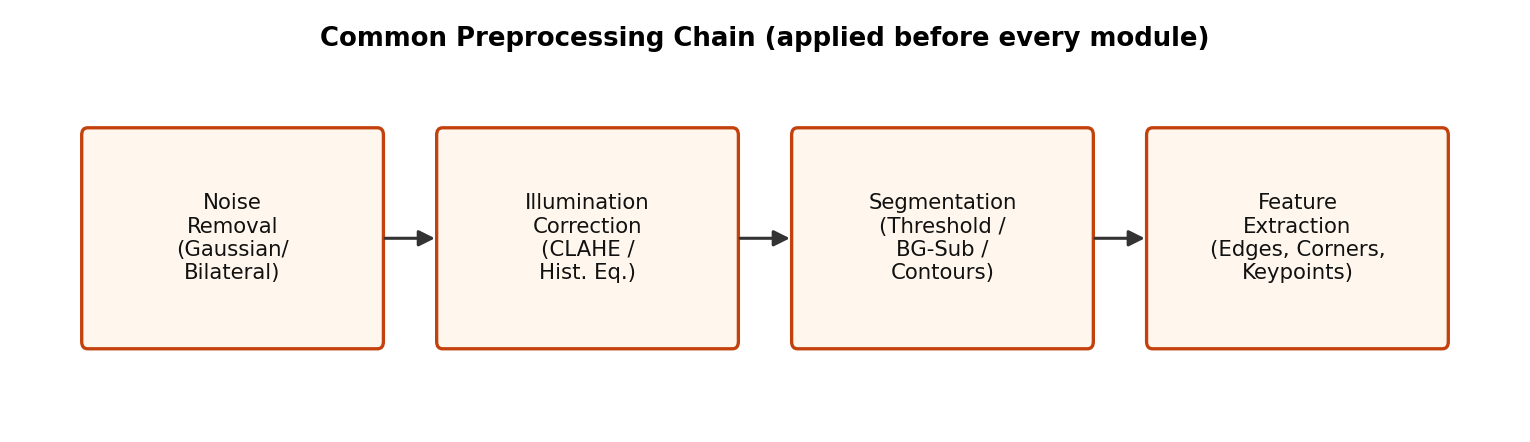 Common Preprocessing Chain (applied before every module)
Noise
Removal
(Gaussian/
Bilateral)
Illumination
Correction
(CLAHE /
Hist. Eq.)
Segmentation
(Threshold /
BG-Sub /
Contours)
Feature
Extraction
(Edges, Corners,
Keypoints)